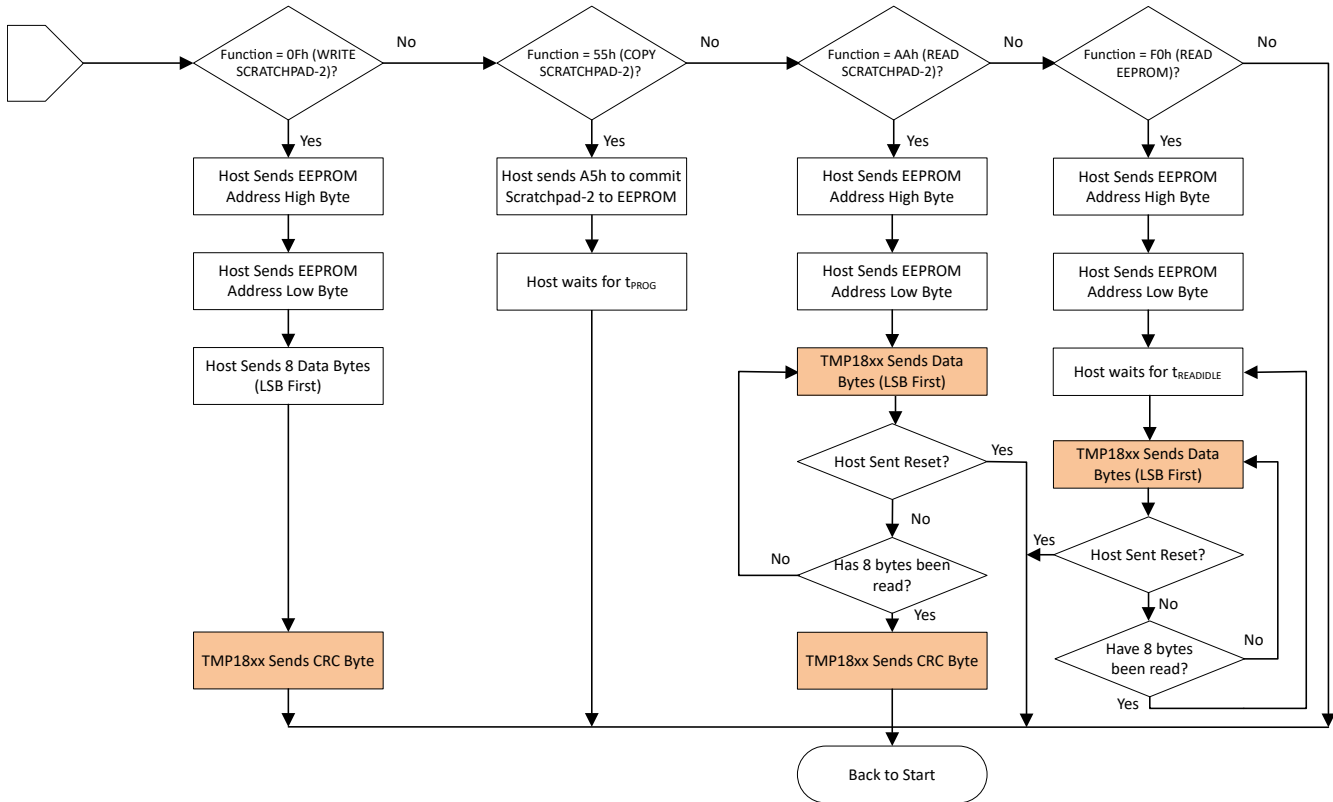 Function = 0Fh (WRITE
SCRATCHPAD-2)?
No
Function = 55h (COPY
SCRATCHPAD-2)?
No
Function = AAh (READ
SCRATCHPAD-2)?
No
Function = F0h (READ
EEPROM)?
No
Yes
Yes
Yes
Yes
Host Sends EEPROM
Address High Byte
Host sends A5h to commit
Scratchpad-2 to EEPROM
Host Sends EEPROM
Address High Byte
Host Sends EEPROM
Address High Byte
Host Sends EEPROM
Address Low Byte
Host waits for tPROG
Host Sends EEPROM
Address Low Byte
Host Sends EEPROM
Address Low Byte
Host Sends 8 Data Bytes
(LSB First)
TMP18xx Sends Data
Bytes (LSB First)
Host waits for tREADIDLE
Host Sent Reset?
Yes
TMP18xx Sends Data
Bytes (LSB First)
No
Yes
Host Sent Reset?
No
Has 8 bytes been
read?
No
Yes
TMP18xx Sends CRC Byte
TMP18xx Sends CRC Byte
Have 8 bytes
been read?
No
Yes
Back to Start